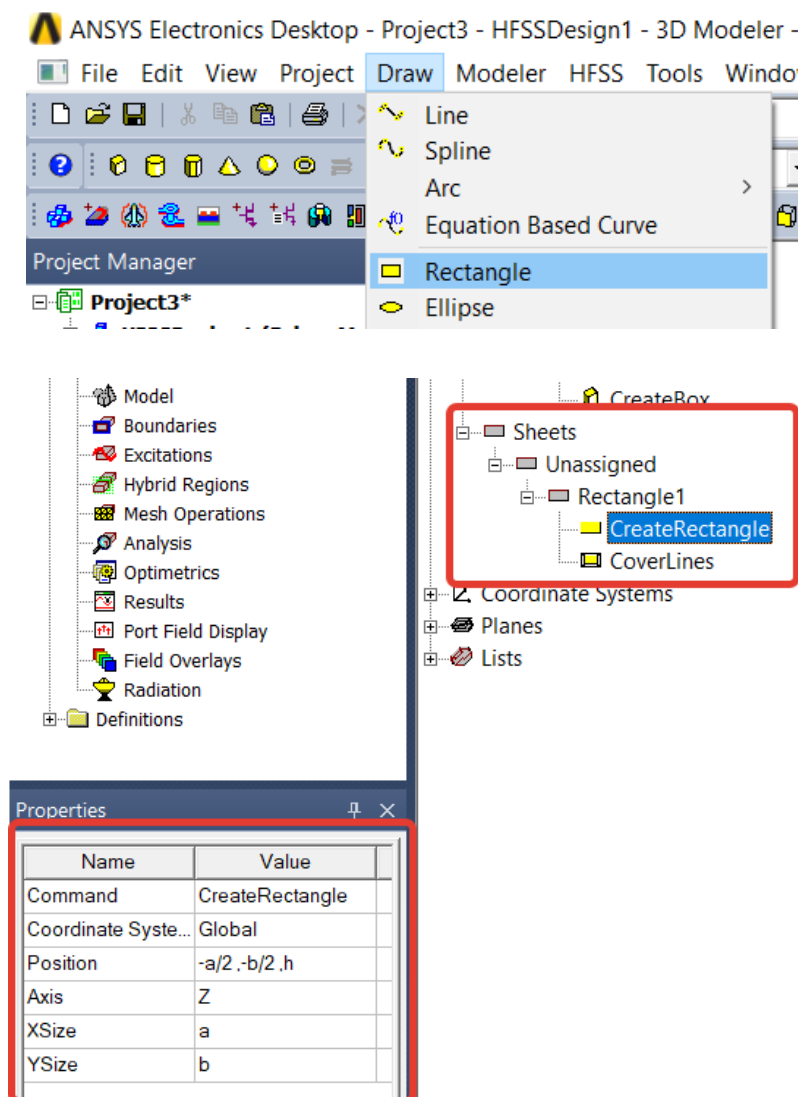 ANSYS Electronics Desktop - Project3 - HFSSDesign1 - 3D Modeler -
File Edit View Project Draw Modeler HFSS Tools Windo
Line
Spline
Arc
Equation Based Curve
Project Manager
Rectangle
Project3*
Ellipse
Model
CreateBox
Boundaries
Sheets
Excitations
Unassigned
Hybrid Regions
Rectangle1
Mesh Operations
CreateRectangle
Analysis
CoverLines
Optimetrics
Results
Coordinate Systems
Port Field Display
Planes
Field Overlays
Lists
Radiation
Definitions
Properties
Name Value
Command CreateRectangle
Coordinate Syste... Global
Position -a/2 ,-b/2 ,h
Axis Z
XSize a
YSize b